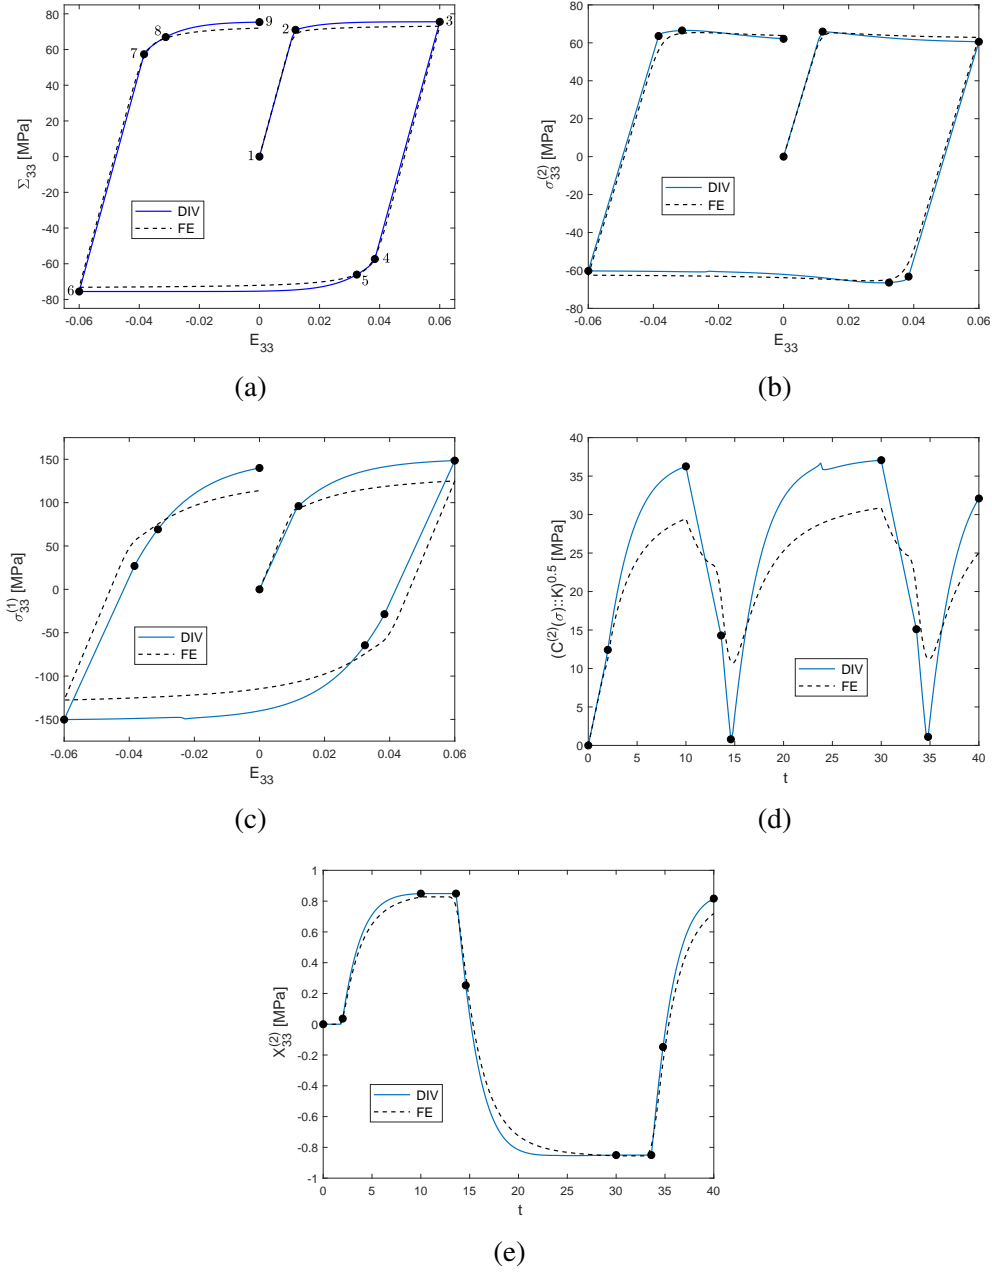 80
60
40
20
0
-20
-40
-60
-80
Σ33 [MPa]
-0.06 -0.04 -0.02 0 0.02 0.04 0.06
E33
1 2 3 4 5 6 7 8 9
DIV
FE
(a)
80
60
40
20
0
-20
-40
-60
-80
σ33(2) [MPa]
-0.06 -0.04 -0.02 0 0.02 0.04 0.06
E33
DIV
FE
(b)
150
100
50
0
-50
-100
-150
σ33(1) [MPa]
-0.06 -0.04 -0.02 0 0.02 0.04 0.06
E33
DIV
FE
(c)
40
35
30
25
20
15
10
5
0
(C(2)(σ)::K)0.5 [MPa]
0 5 10 15 20 25 30 35 40
t
DIV
FE
(d)
1
0.8
0.6
0.4
0.2
0
-0.2
-0.4
-0.6
-0.8
-1
X33(2) [MPa]
0 5 10 15 20 25 30 35 40
t
DIV
FE
(e)